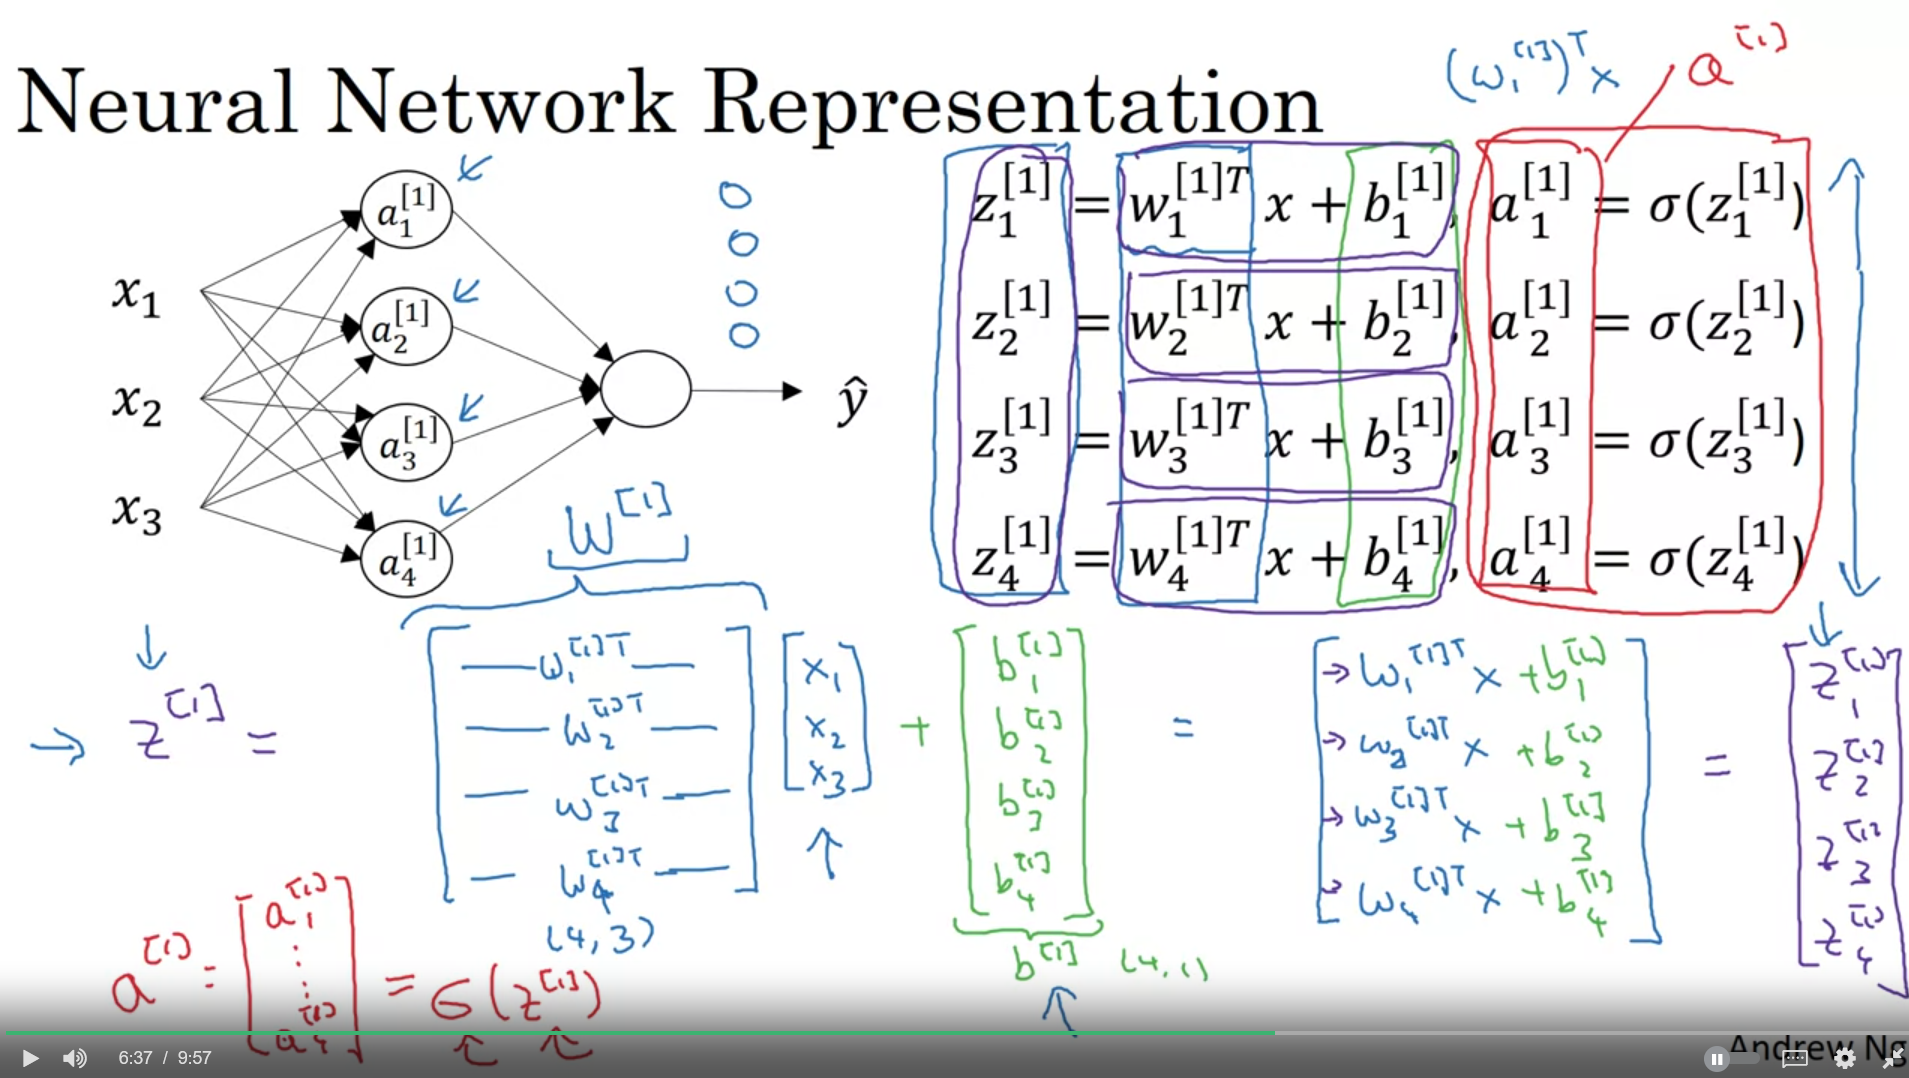 Neural Network Representation
(w₁^[1])^T x
a^[1]
x₁
x₂
x₃
a₁^[1]
a₂^[1]
a₃^[1]
a₄^[1]
ŷ
z₁^[1] = w₁^[1]T x + b₁^[1], a₁^[1] = σ(z₁^[1])
z₂^[1] = w₂^[1]T x + b₂^[1], a₂^[1] = σ(z₂^[1])
z₃^[1] = w₃^[1]T x + b₃^[1], a₃^[1] = σ(z₃^[1])
z₄^[1] = w₄^[1]T x + b₄^[1], a₄^[1] = σ(z₄^[1])
W^[1]
→ z^[1] =
w₁^[1]T
w₂^[1]T
w₃^[1]T
w₄^[1]T
(4,3)
x₁
x₂
x₃
+
b₁^[1]
b₂^[1]
b₃^[1]
b₄^[1]
b^[1] (4,1)
=
→ w₁^[1]T x + b₁^[1]
→ w₂^[1]T x + b₂^[1]
→ w₃^[1]T x + b₃^[1]
→ w₄^[1]T x + b₄^[1]
=
z₁^[1]
z₂^[1]
z₃^[1]
z₄^[1]
a^[1] = [a₁^[1] ⋮ a₄^[1]] = σ(z^[1])
6:37 / 9:57
Andrew Ng